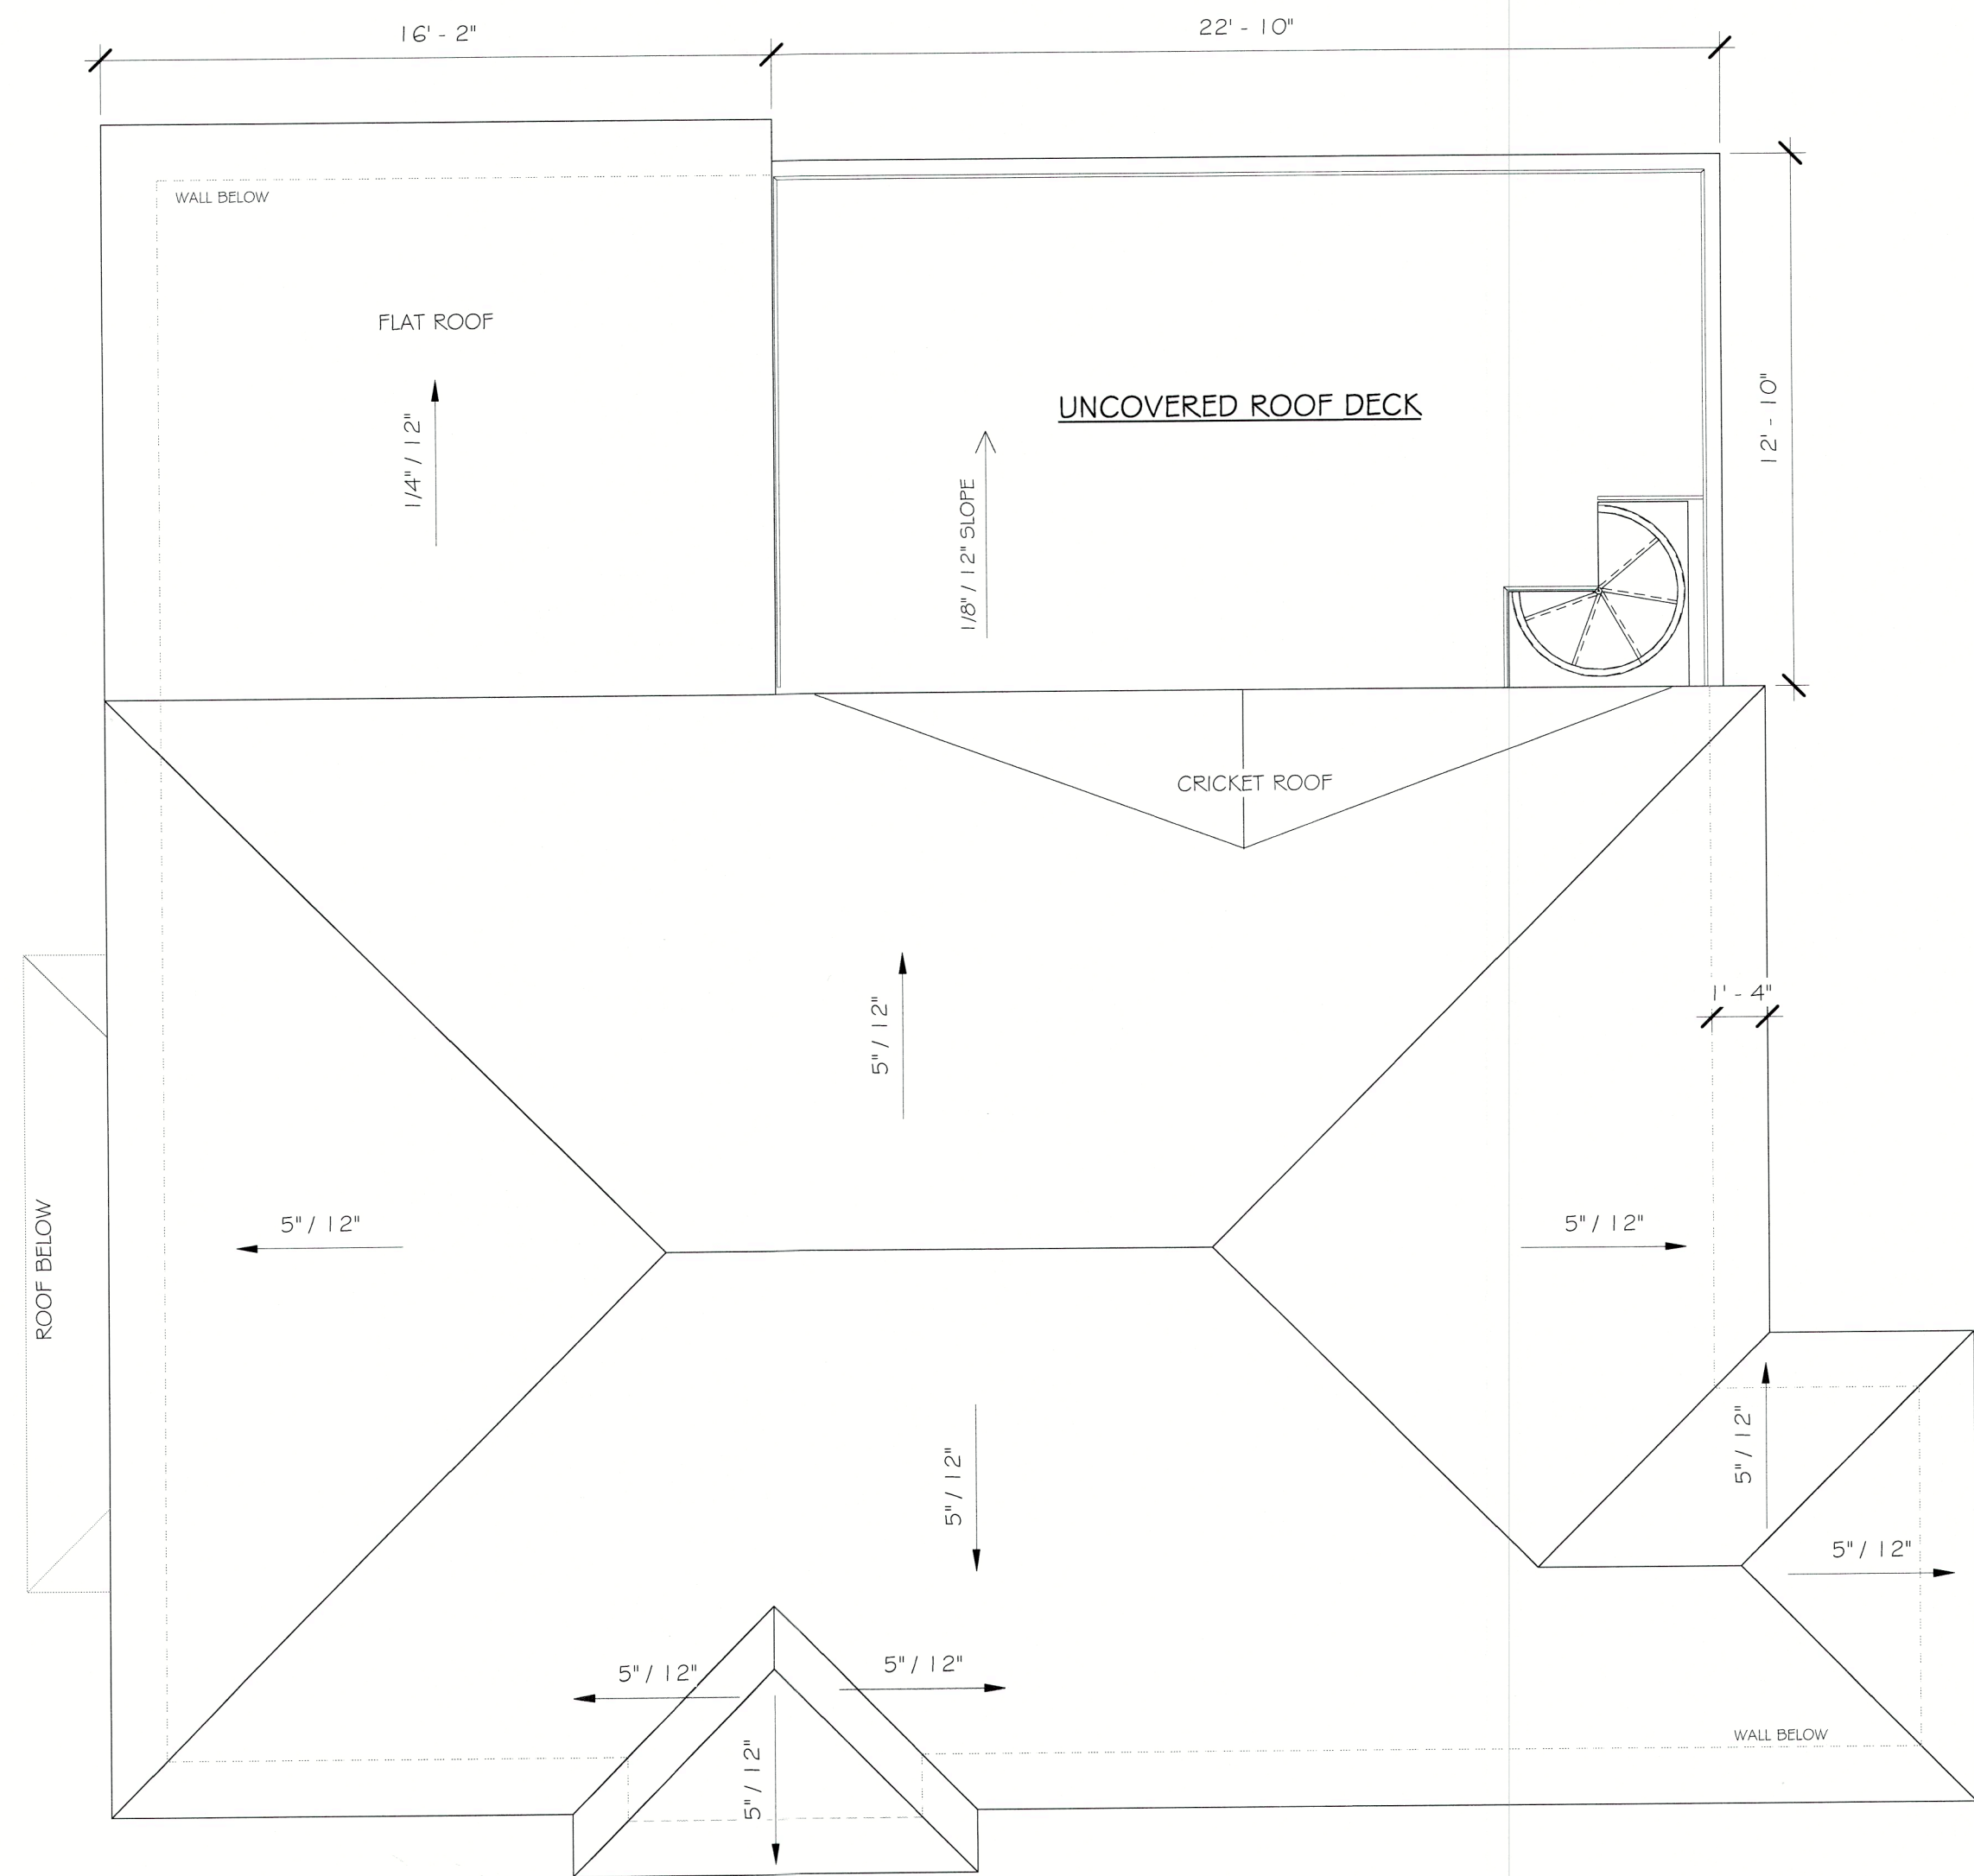 16' - 2"
22' - 10"
WALL BELOW
FLAT ROOF
1/4" / 12"
UNCOVERED ROOF DECK
1/8" / 12" SLOPE
12' - 10"
CRICKET ROOF
5" / 12"
1' - 4"
ROOF BELOW
5" / 12"
5" / 12"
5" / 12"
5" / 12"
5" / 12"
5" / 12"
5" / 12"
5" / 12"
WALL BELOW